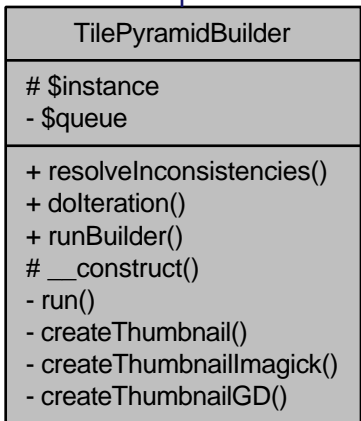 TilePyramidBuilder
# $instance
- $queue
+ resolveInconsistencies()
+ doIteration()
+ runBuilder()
# __construct()
- run()
- createThumbnail()
- createThumbnailImagick()
- createThumbnailGD()